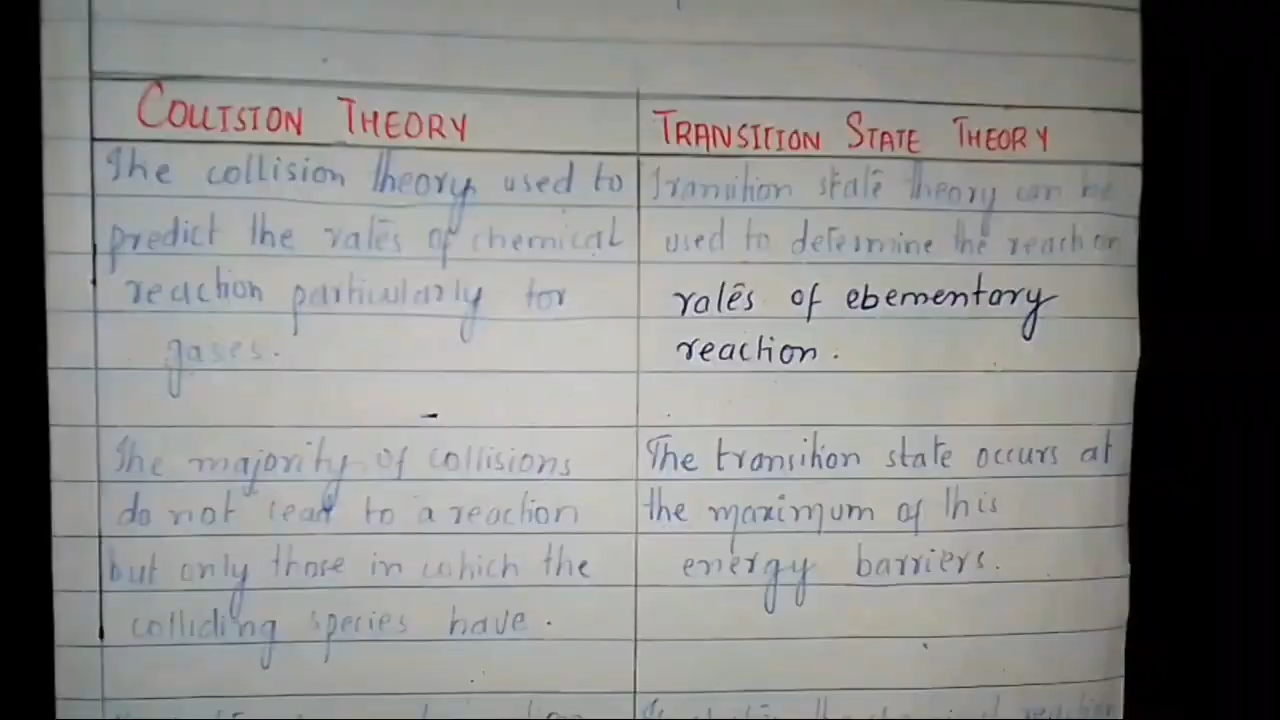 COLLISION THEORY
The collision theory used to
predict the rates of chemical
reaction particularly for
gases.
The majority of collisions
do not lead to a reaction
but only those in which the
colliding species have.
TRANSITION STATE THEORY
Transition state theory can be
used to determine the reaction
rates of ebementary
reaction.
The transition state occurs at
the maximum of this
energy barriers.
reaction